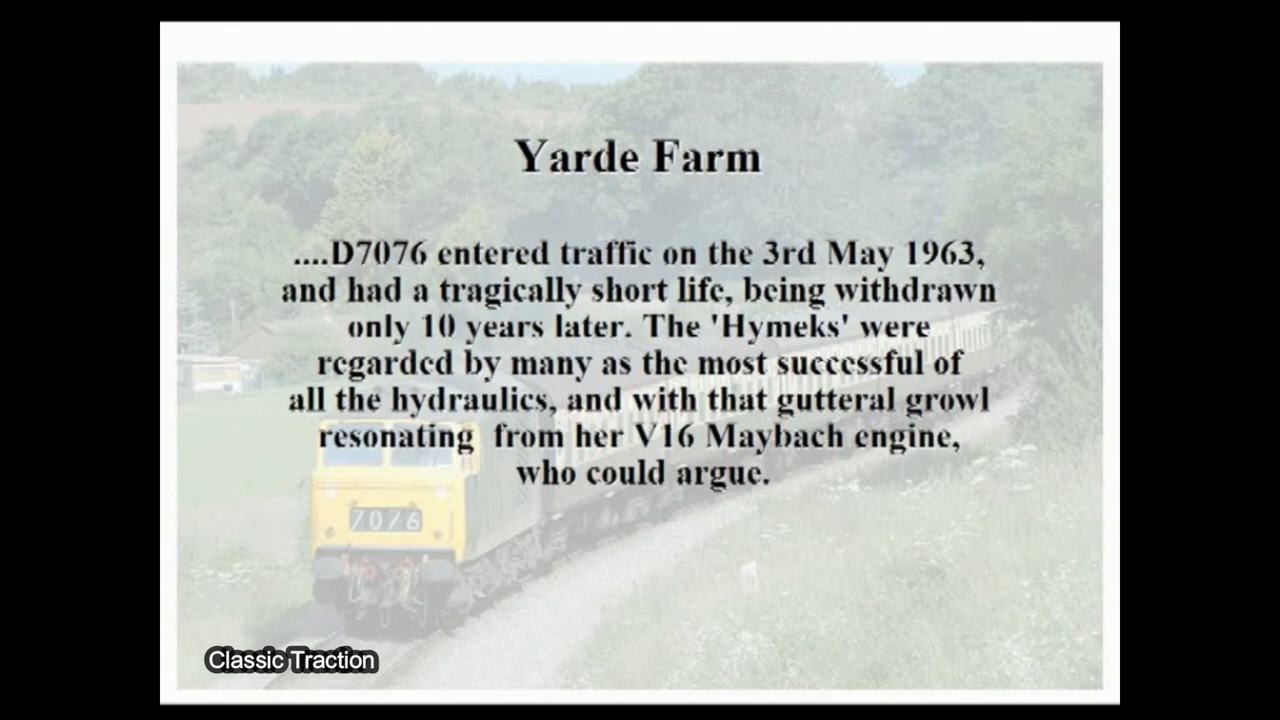 Yarde Farm
....D7076 entered traffic on the 3rd May 1963,
and had a tragically short life, being withdrawn
only 10 years later. The 'Hymeks' were
regarded by many as the most successful of
all the hydraulics, and with that gutteral growl
resonating  from her V16 Maybach engine,
who could argue.
7076
Classic Traction